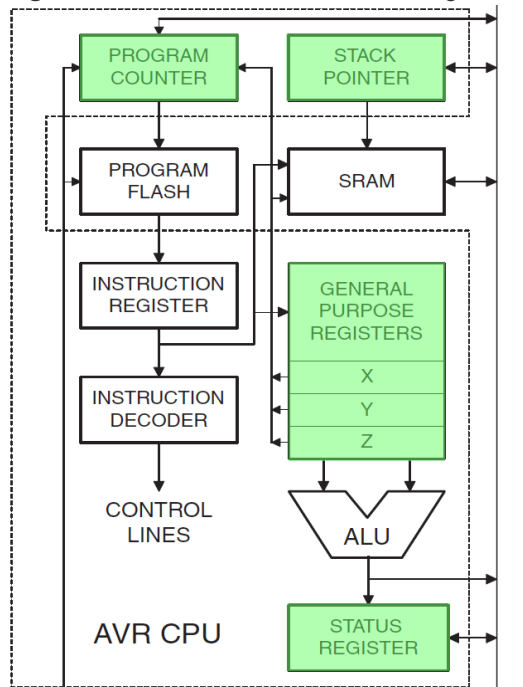 PROGRAM
COUNTER
STACK
POINTER
PROGRAM
FLASH
SRAM
INSTRUCTION
REGISTER
GENERAL
PURPOSE
REGISTERS
X
Y
Z
INSTRUCTION
DECODER
CONTROL
LINES
ALU
AVR CPU
STATUS
REGISTER